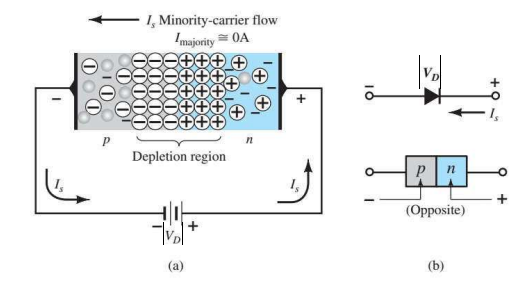 I_s Minority-carrier flow
I_majority ≅ 0A
− +
p n
Depletion region
I_s I_s
− |V_D| +
(a)
|V_D|
− +
I_s
p n
− +
(Opposite)
(b)